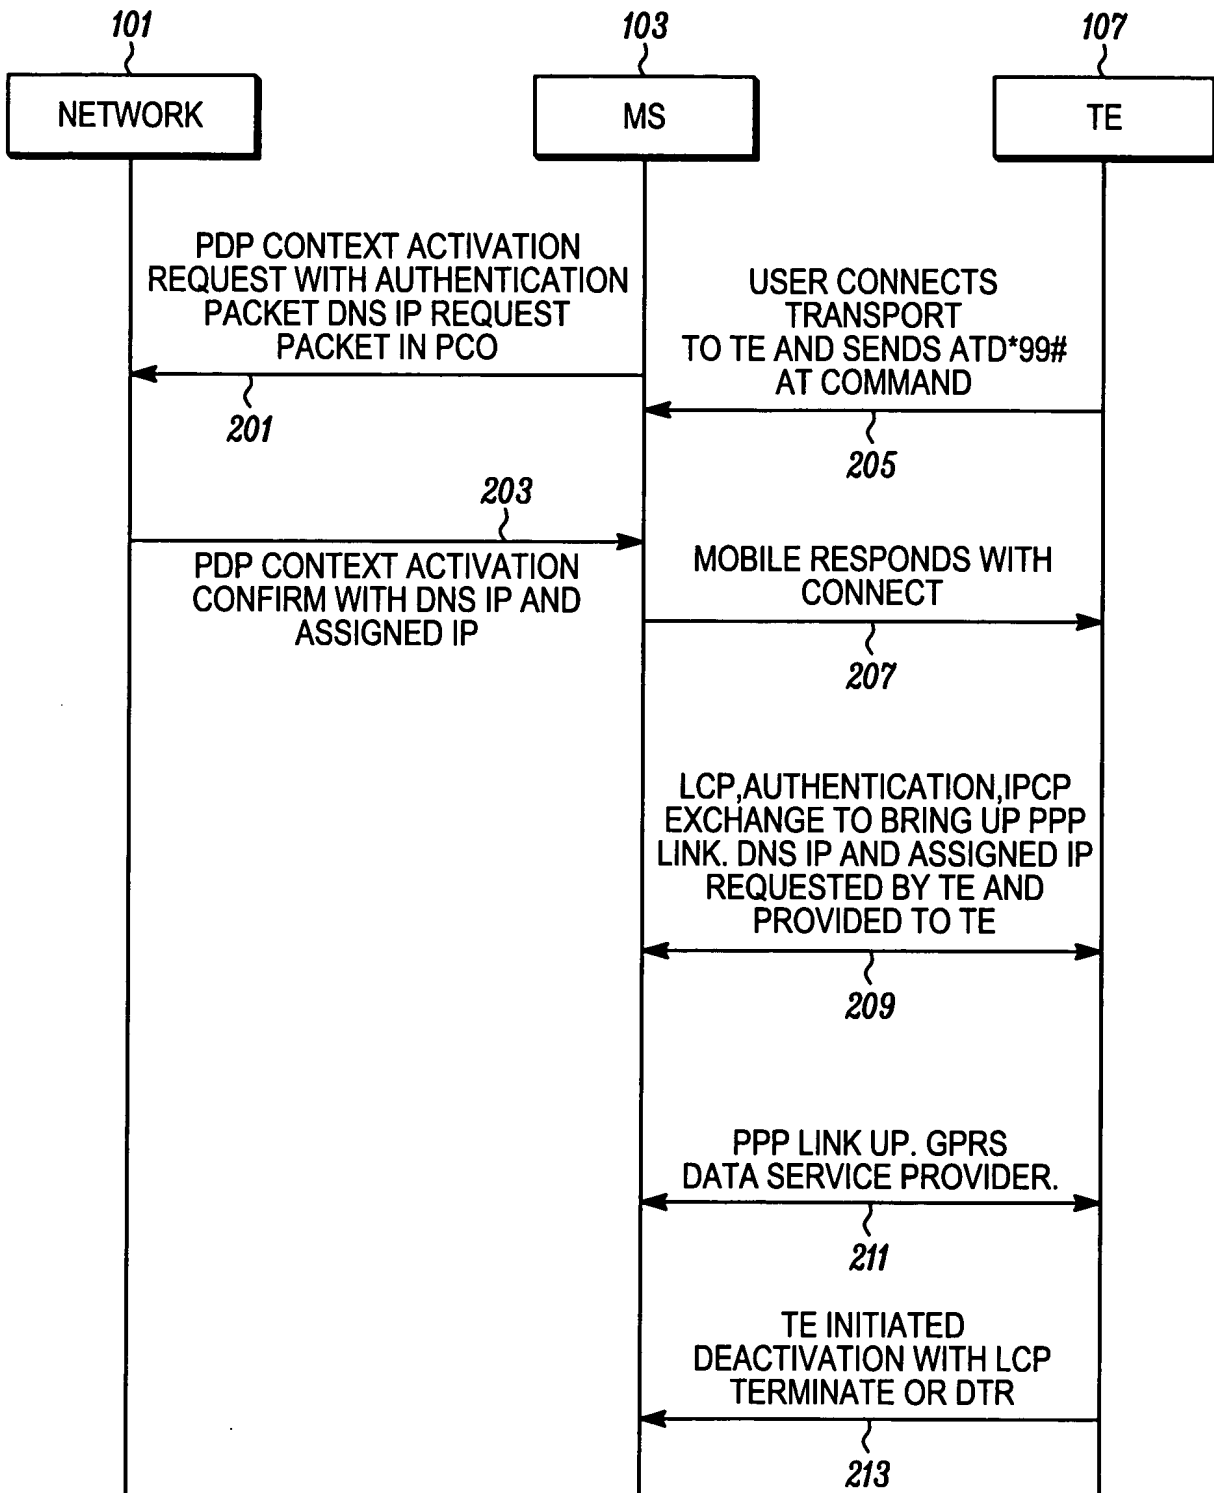 101
103
107
NETWORK
MS
TE
PDP CONTEXT ACTIVATION
REQUEST WITH AUTHENTICATION
PACKET DNS IP REQUEST
PACKET IN PCO
201
USER CONNECTS
TRANSPORT
TO TE AND SENDS ATD*99#
AT COMMAND
205
203
PDP CONTEXT ACTIVATION
CONFIRM WITH DNS IP AND
ASSIGNED IP
MOBILE RESPONDS WITH
CONNECT
207
LCP,AUTHENTICATION,IPCP
EXCHANGE TO BRING UP PPP
LINK. DNS IP AND ASSIGNED IP
REQUESTED BY TE AND
PROVIDED TO TE
209
PPP LINK UP. GPRS
DATA SERVICE PROVIDER.
211
TE INITIATED
DEACTIVATION WITH LCP
TERMINATE OR DTR
213